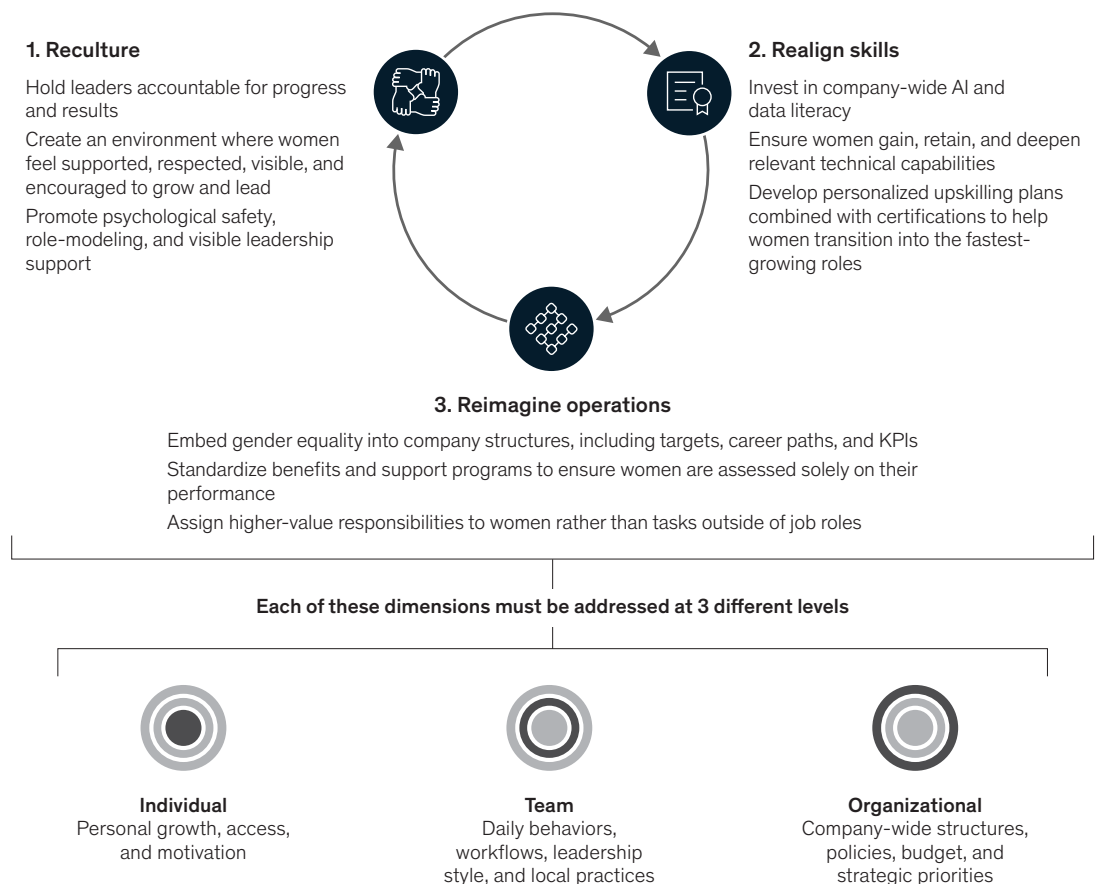 1. Reculture
Hold leaders accountable for progress
and results
Create an environment where women
feel supported, respected, visible, and
encouraged to grow and lead
Promote psychological safety,
role-modeling, and visible leadership
support
2. Realign skills
Invest in company-wide AI and
data literacy
Ensure women gain, retain, and deepen
relevant technical capabilities
Develop personalized upskilling plans
combined with certifications to help
women transition into the fastest-
growing roles
3. Reimagine operations
Embed gender equality into company structures, including targets, career paths, and KPIs
Standardize benefits and support programs to ensure women are assessed solely on their
performance
Assign higher-value responsibilities to women rather than tasks outside of job roles
Each of these dimensions must be addressed at 3 different levels
Individual
Personal growth, access,
and motivation
Team
Daily behaviors,
workflows, leadership
style, and local practices
Organizational
Company-wide structures,
policies, budget, and
strategic priorities